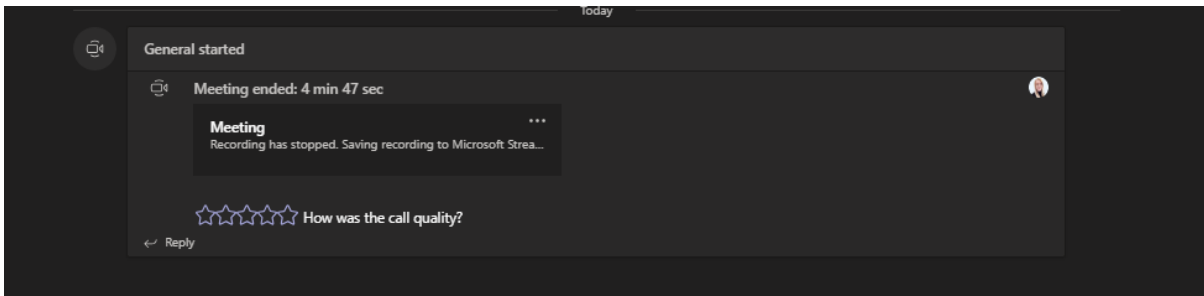 Today
General started
Meeting ended: 4 min 47 sec
Meeting
Recording has stopped. Saving recording to Microsoft Strea...
How was the call quality?
Reply